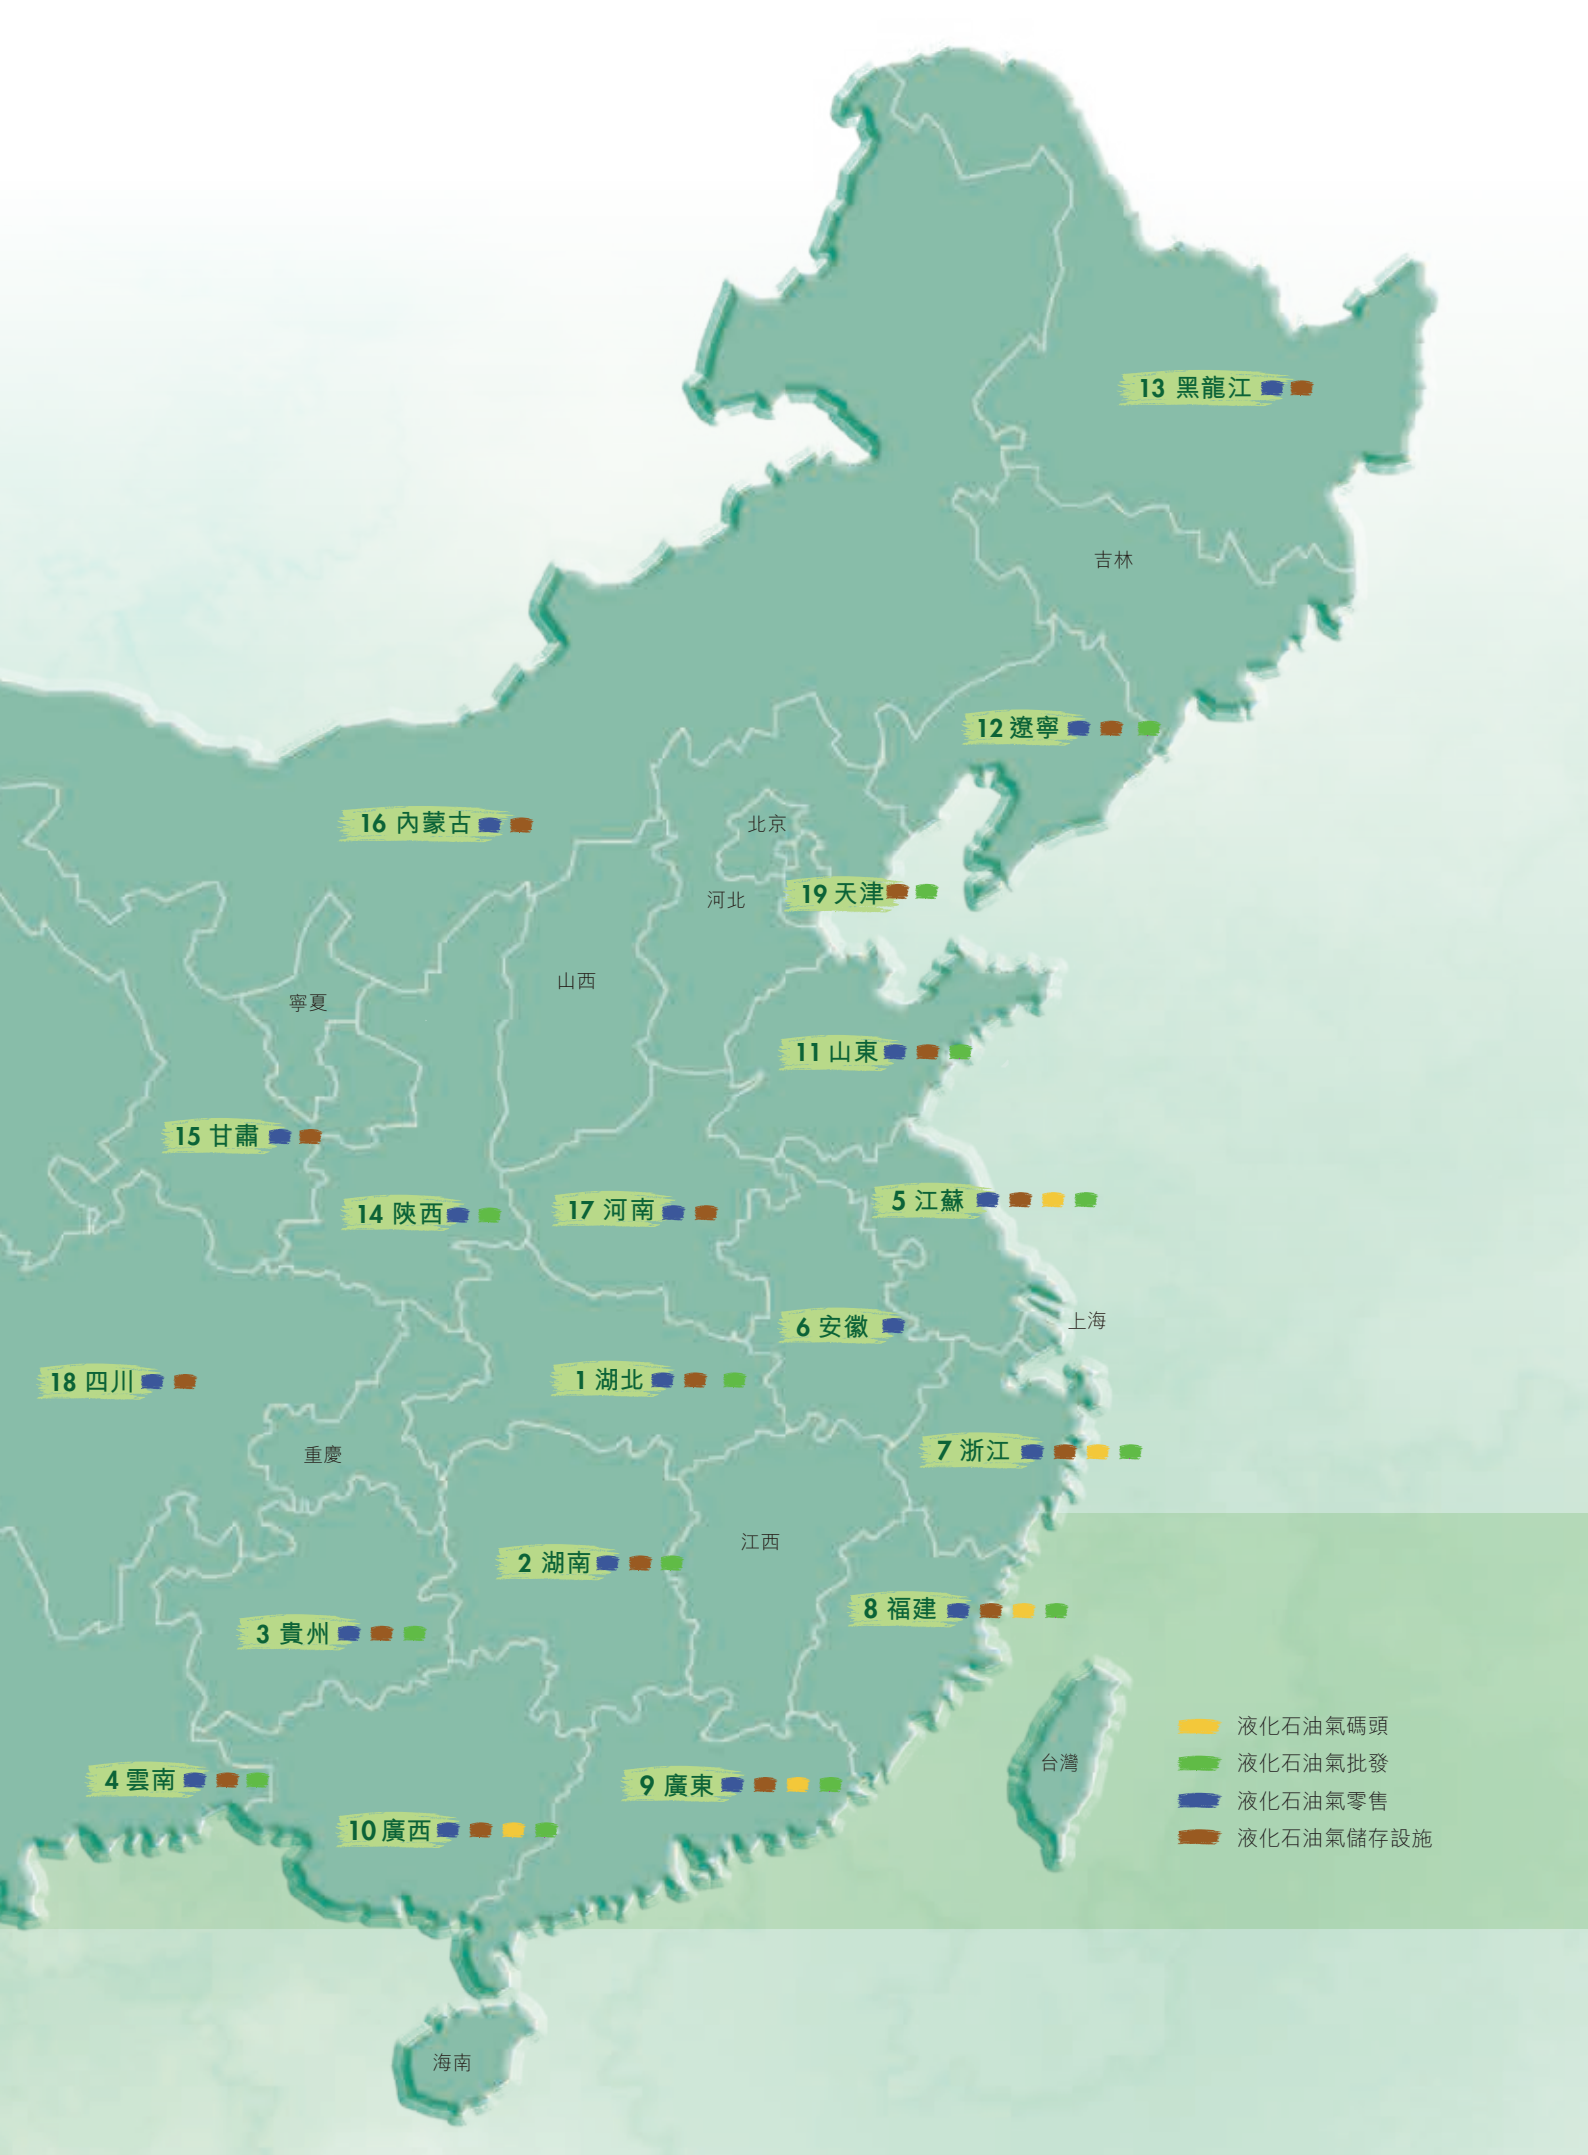 13 黑龍江
吉林
12 遼寧
16 內蒙古
北京
19 天津
河北
山西
寧夏
11 山東
15 甘肅
5 江蘇
14 陝西
17 河南
上海
6 安徽
18 四川
1 湖北
7 浙江
重慶
江西
2 湖南
8 福建
3 貴州
液化石油氣碼頭
液化石油氣批發
液化石油氣零售
液化石油氣儲存設施
台灣
4 雲南
9 廣東
10 廣西
海南